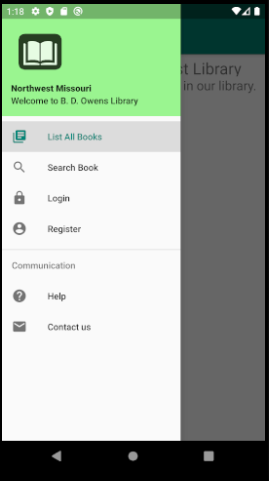 1:18
st Library
Northwest Missouri
Welcome to B. D. Owens Library
in our library.
List All Books
Search Book
Login
Register
Communication
Help
Contact us